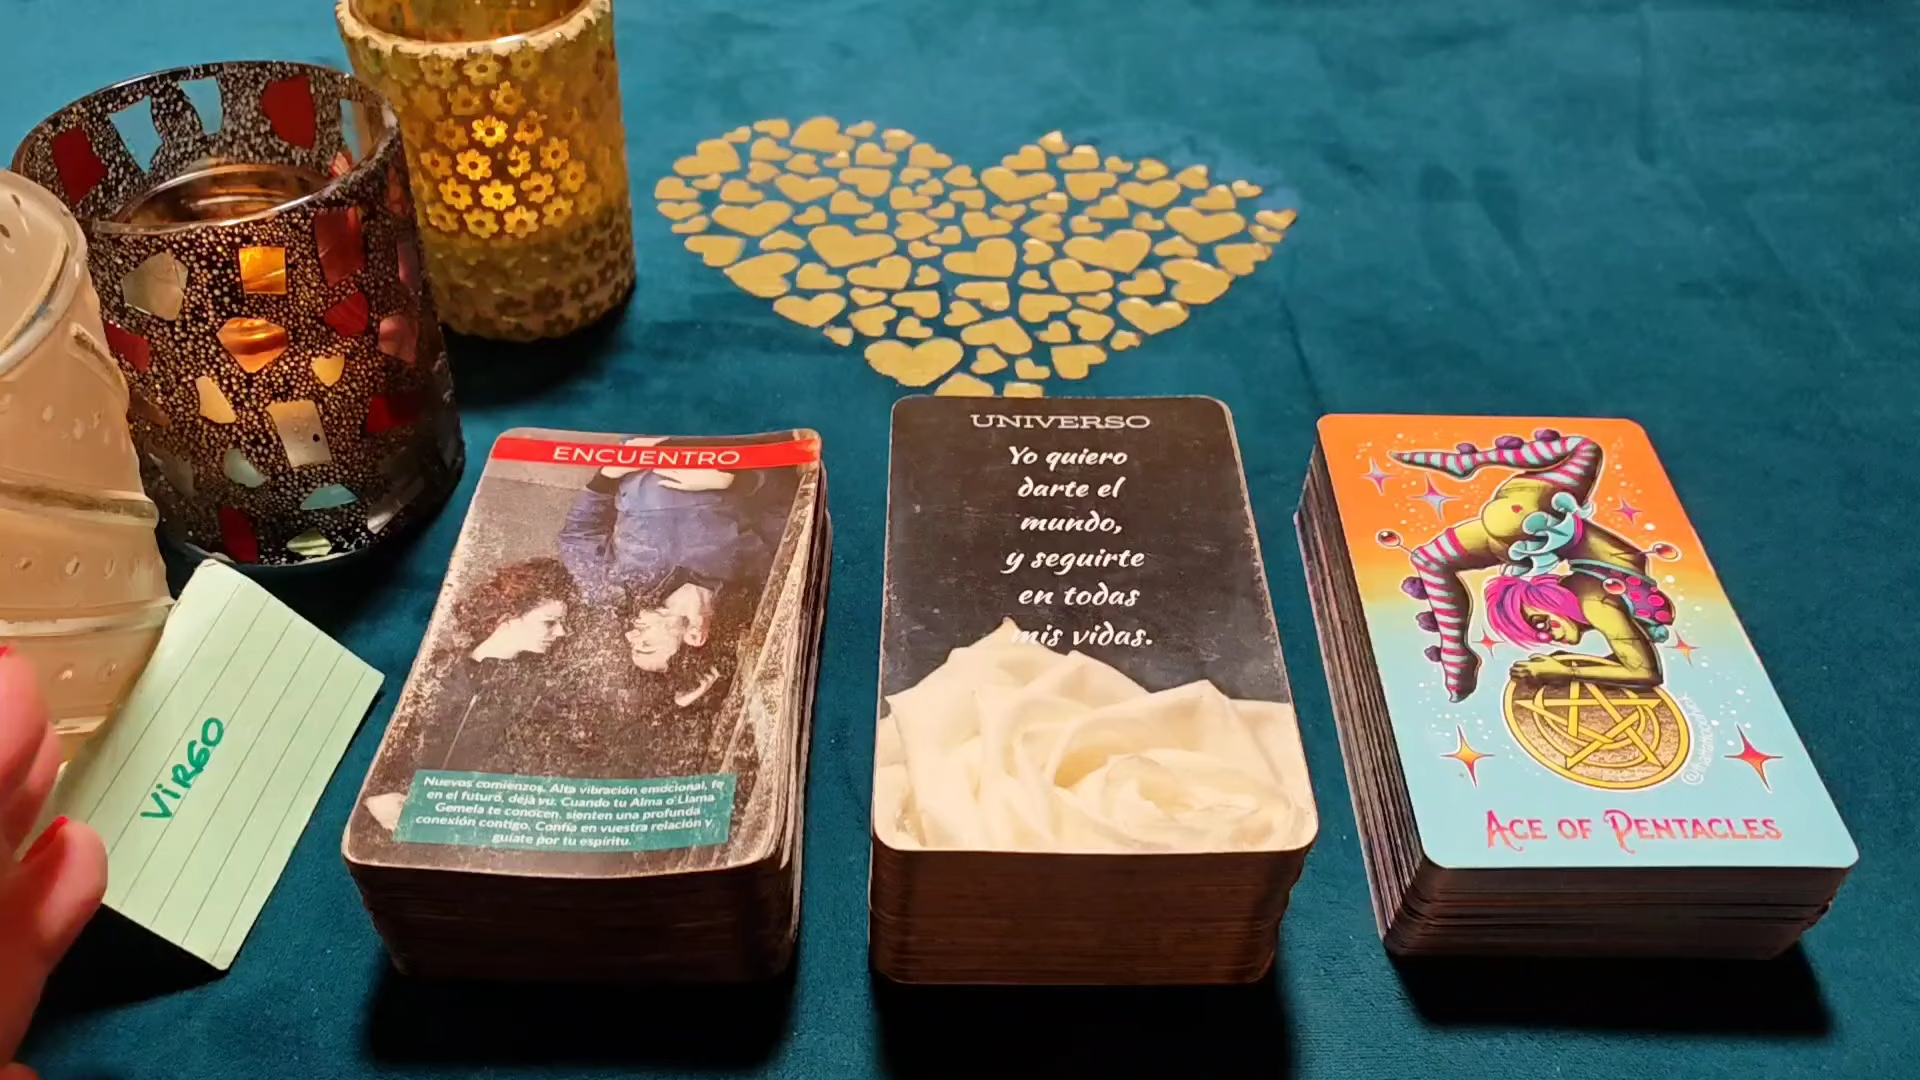 VIRGO
ENCUENTRO
Nuevos comienzos. Alta vibración emocional, fe
en el futuro, dejà vu. Cuando tu Alma o Llama
Gemela te conocen, sienten una profunda
conexión contigo. Confía en vuestra relación y
guíate por tu espíritu.
UNIVERSO
Yo quiero
darte el
mundo,
y seguirte
en todas
mis vidas.
ACE OF PENTACLES